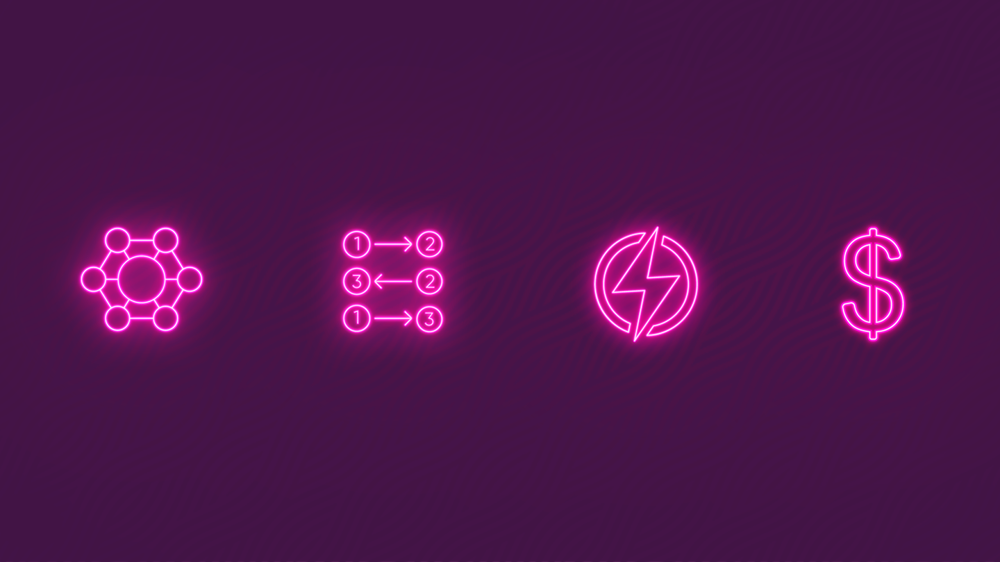 1 → 2
3 ← 2
1 → 3
$